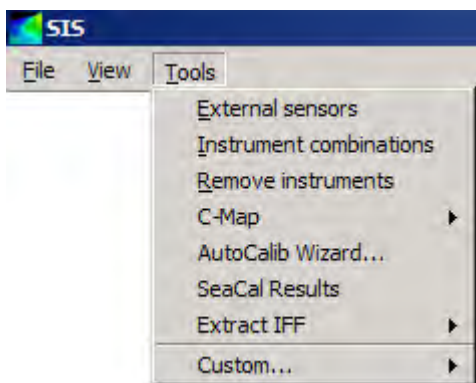 SIS
File View Tools
External sensors
Instrument combinations
Remove instruments
C-Map
AutoCalib Wizard...
SeaCal Results
Extract IFF
Custom...